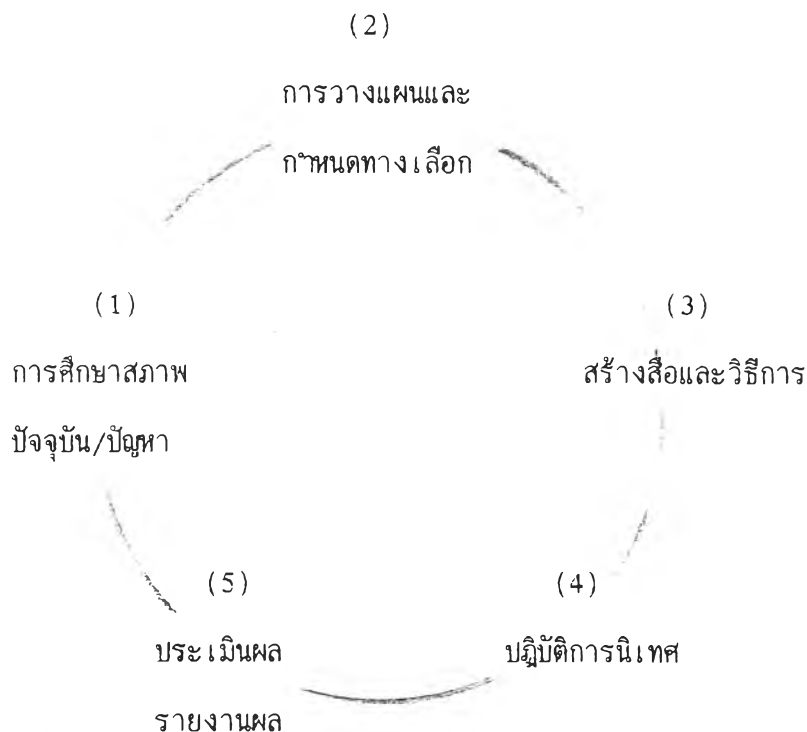 (2)
การวางแผนและ
กำหนดทางเลือก
(1)
การศึกษาสภาพ
ปัจจุบัน/ปัญหา
(3)
สร้างสื่อและวิธีการ
(5)
ประเมินผล
รายงานผล
(4)
ปฏิบัติการนิเทศ